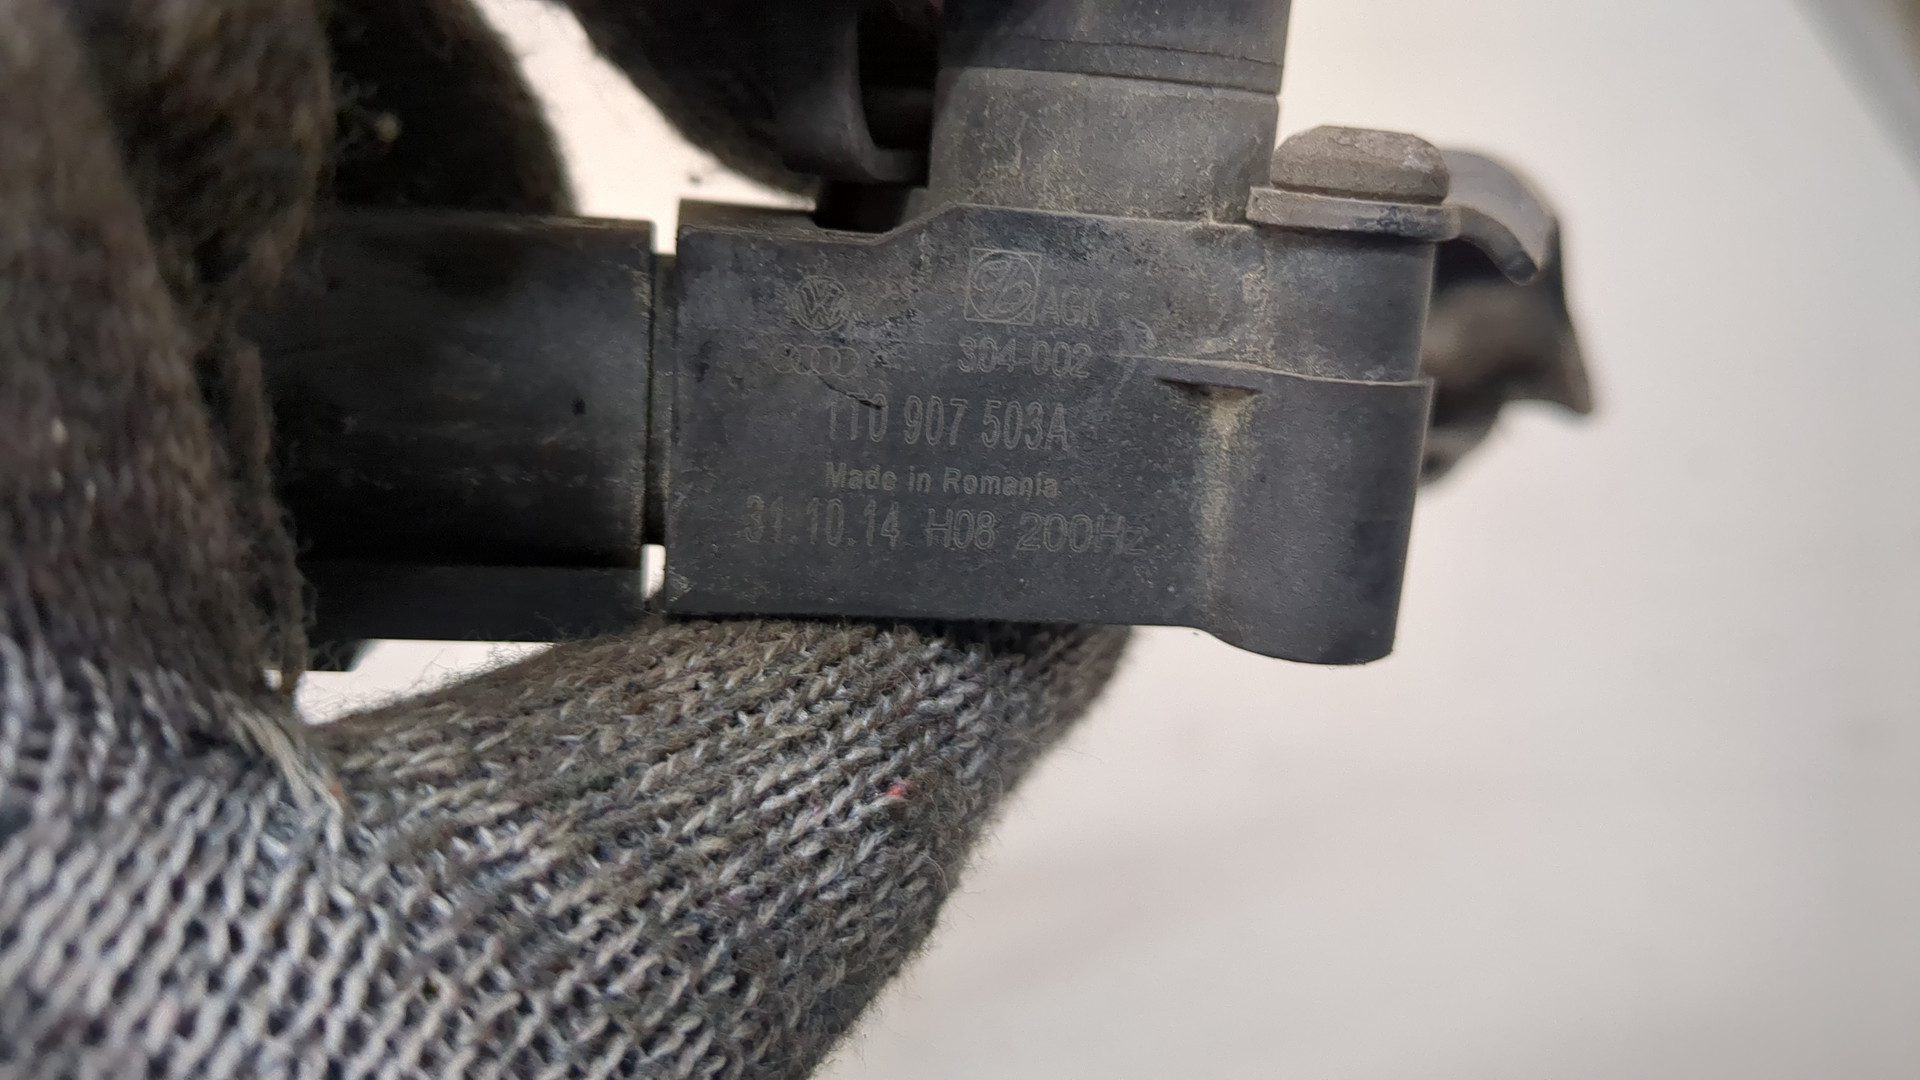 AGK
304-002
1T0 907 503A
Made in Romania
31.10.14 H08 200Hz